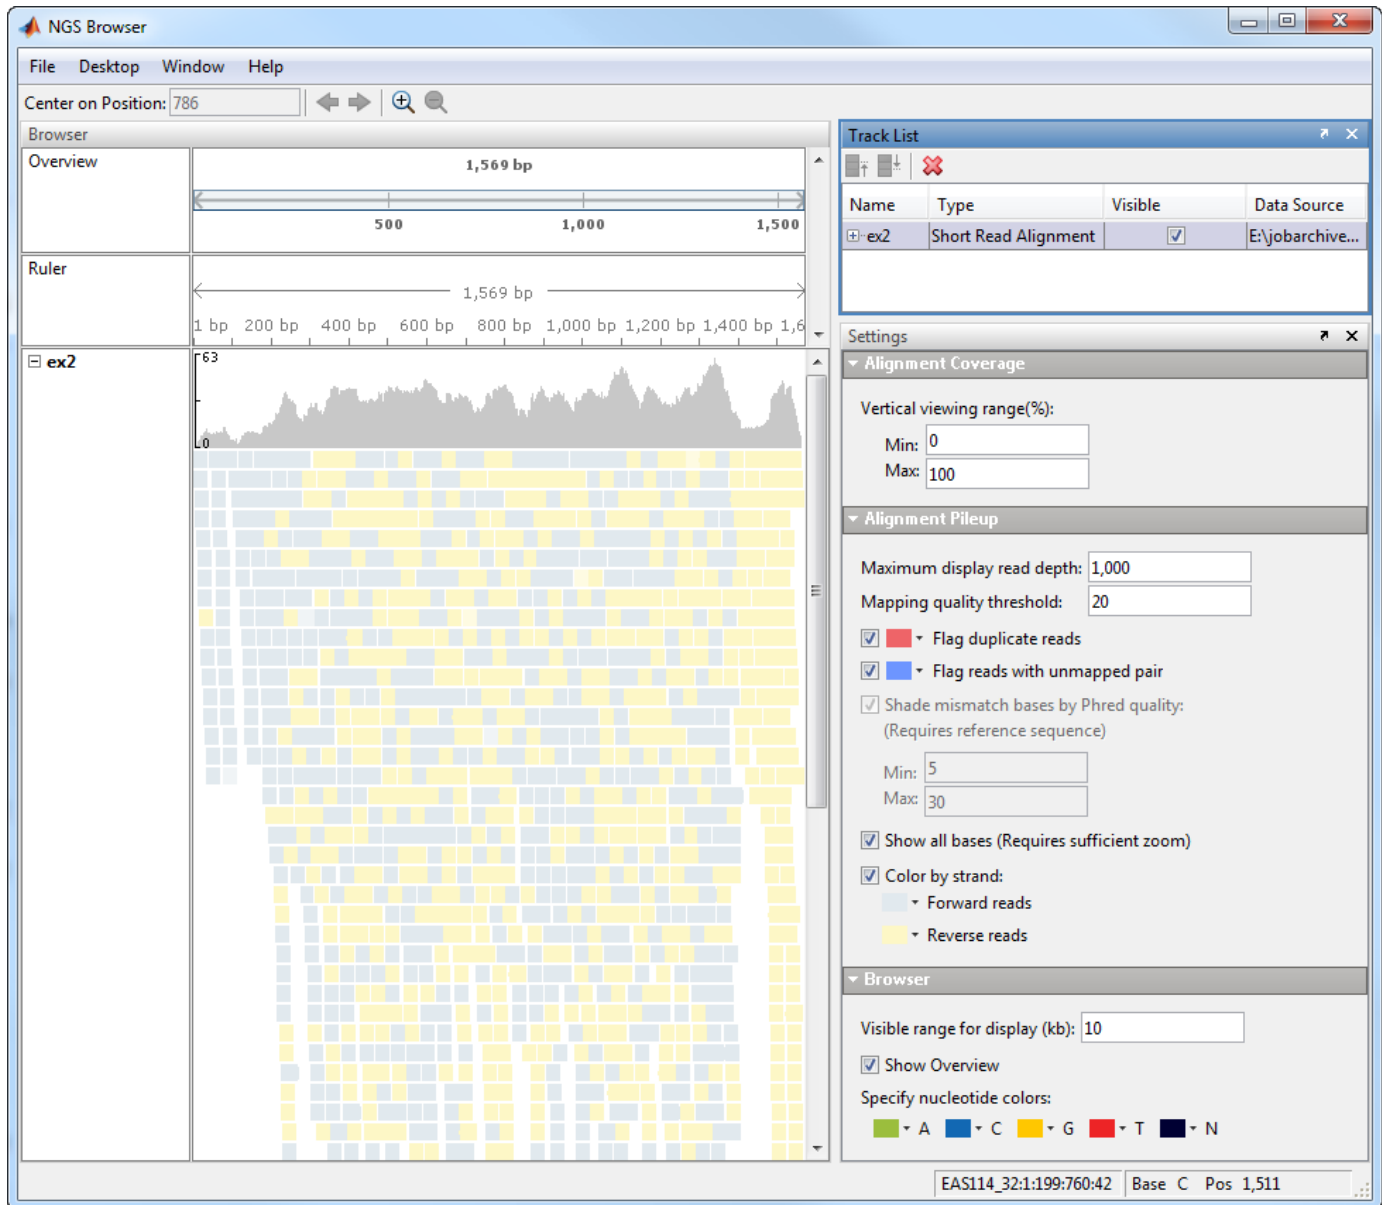 NGS Browser
File Desktop Window Help
Center on Position: 786
Browser
Overview
1,569 bp
500 1,000 1,500
Ruler
1,569 bp
1 bp 200 bp 400 bp 600 bp 800 bp 1,000 bp 1,200 bp 1,400 bp 1,6
ex2
63
0
Track List
Name Type Visible Data Source
ex2 Short Read Alignment E:\jobarchive...
Settings
Alignment Coverage
Vertical viewing range(%):
Min: 0
Max: 100
Alignment Pileup
Maximum display read depth: 1,000
Mapping quality threshold: 20
Flag duplicate reads
Flag reads with unmapped pair
Shade mismatch bases by Phred quality:
(Requires reference sequence)
Min: 5
Max: 30
Show all bases (Requires sufficient zoom)
Color by strand:
Forward reads
Reverse reads
Browser
Visible range for display (kb): 10
Show Overview
Specify nucleotide colors:
A C G T N
EAS114_32:1:199:760:42 Base C Pos 1,511